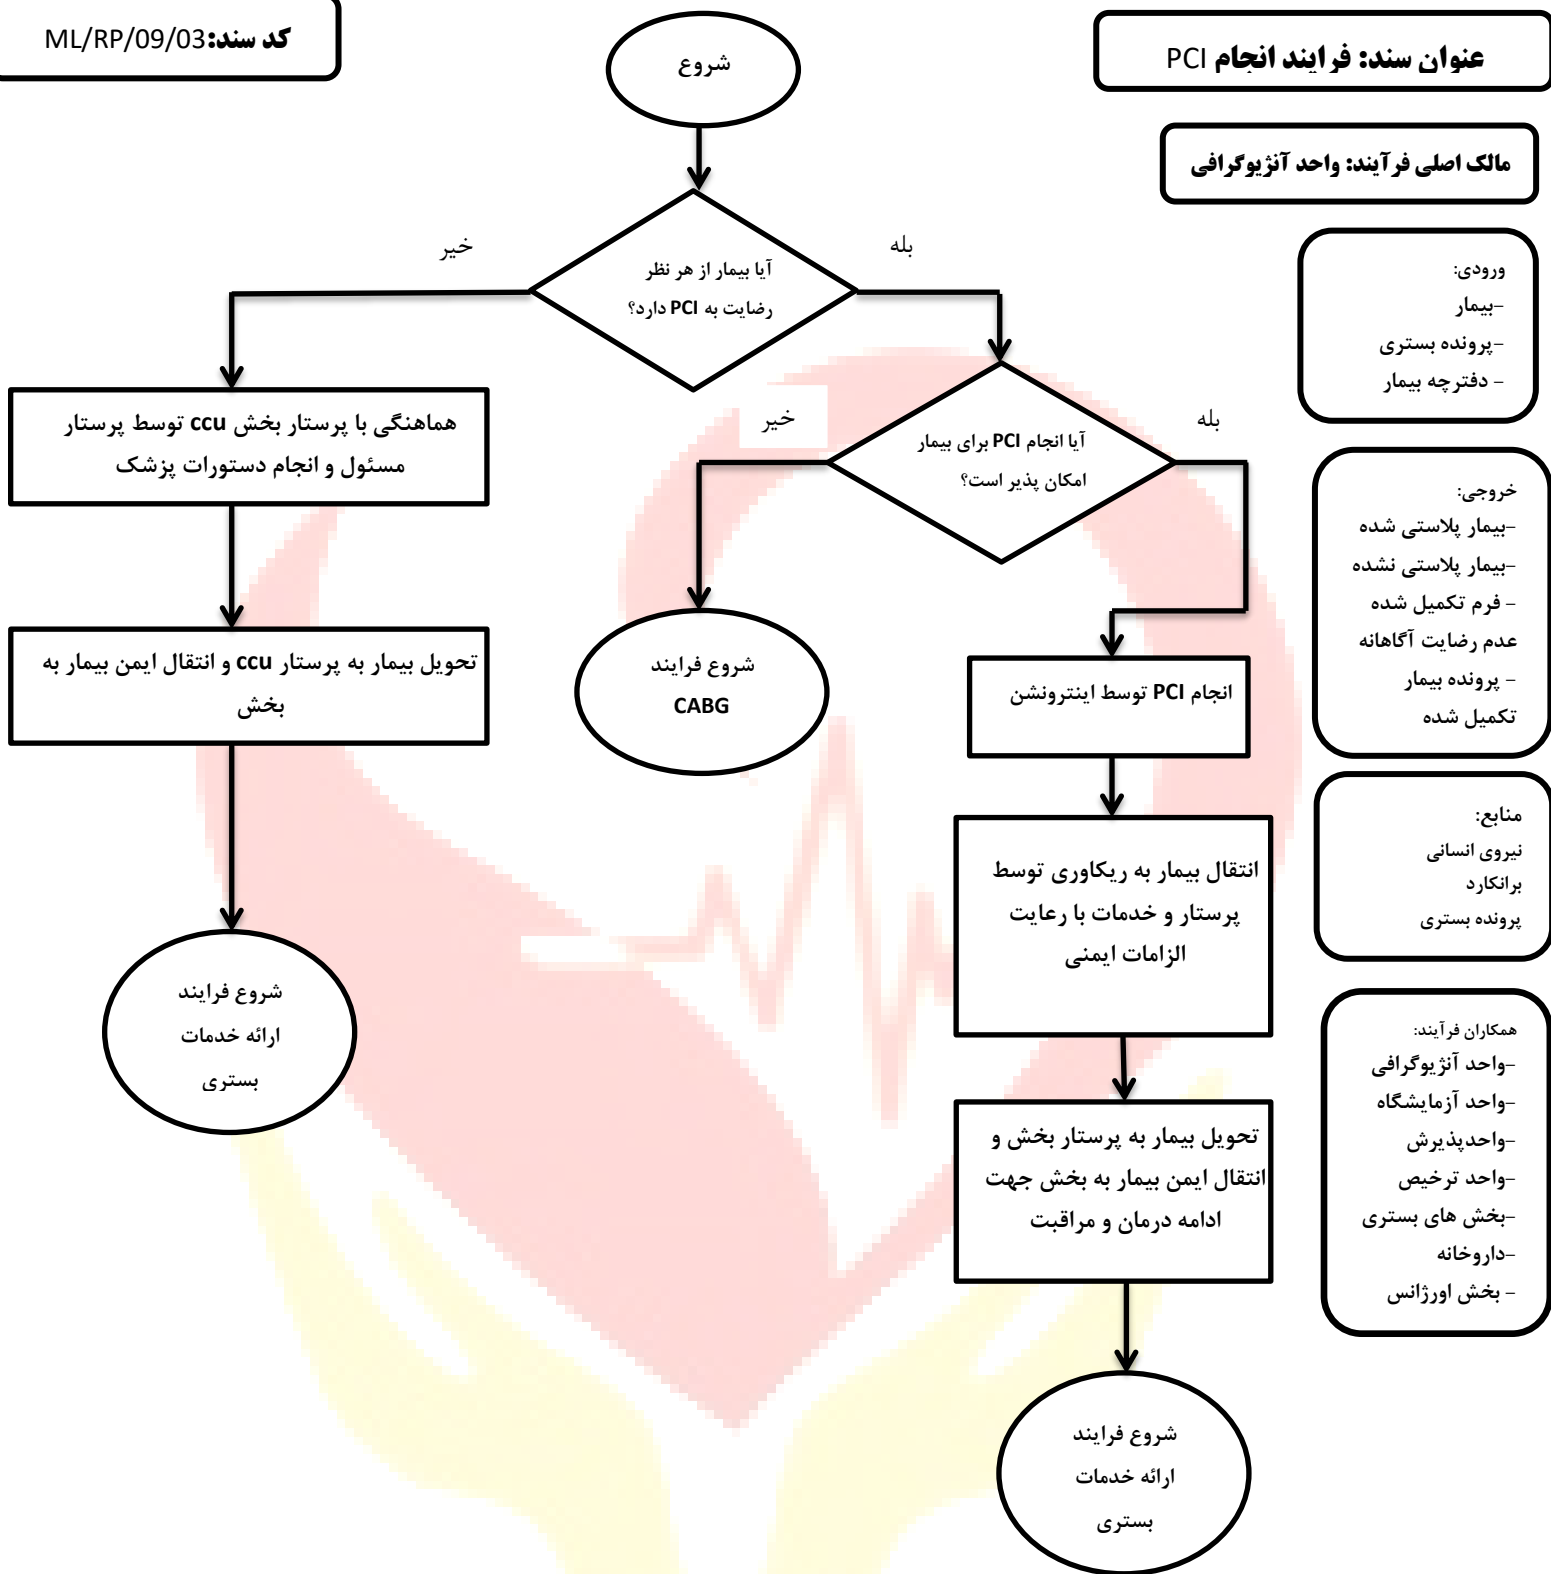 عنوان سند: فرایند انجام PCI
کد سند:ML/RP/09/03
مالک اصلی فرآیند: واحد آنژیوگرافی
شروع
آیا بیمار از هر نظر
رضایت به PCI دارد؟
بله
خیر
آیا انجام PCI برای بیمار
امکان پذیر است؟
بله
خیر
انجام PCI توسط اینترونشن
انتقال بیمار به ریکاوری توسط
پرستار و خدمات با رعایت
الزامات ایمنی
تحویل بیمار به پرستار بخش و
انتقال ایمن بیمار به بخش جهت
ادامه درمان و مراقبت
شروع فرایند
ارائه خدمات
بستری
شروع فرایند
CABG
هماهنگی با پرستار بخش ccu توسط پرستار
مسئول و انجام دستورات پزشک
تحویل بیمار به پرستار ccu و انتقال ایمن بیمار به
بخش
شروع فرایند
ارائه خدمات
بستری
ورودی:
-بیمار
-پرونده بستری
- دفترچه بیمار
خروجی:
-بیمار پلاستی شده
-بیمار پلاستی نشده
- فرم تکمیل شده
عدم رضایت آگاهانه
- پرونده بیمار
تکمیل شده
منابع:
نیروی انسانی
برانکارد
پرونده بستری
همکاران فرآیند:
-واحد آنژیوگرافی
-واحد آزمایشگاه
-واحدپذیرش
-واحد ترخیص
-بخش های بستری
-داروخانه
- بخش اورژانس